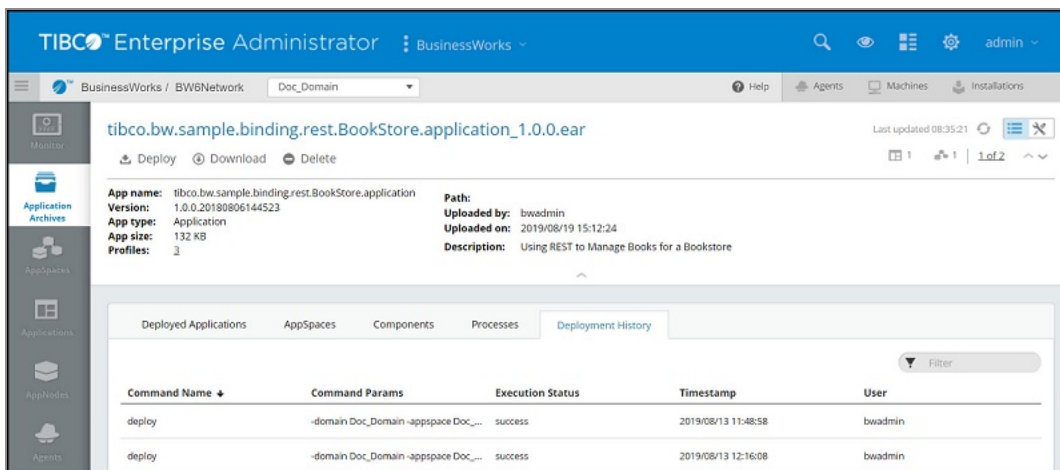 TIBCO™ Enterprise Administrator BusinessWorks admin
BusinessWorks / BW6Network Doc_Domain Help Agents Machines Installations
Monitor
Application Archives
AppSpaces
Applications
AppNodes
Agents
tibco.bw.sample.binding.rest.BookStore.application_1.0.0.ear Last updated 08:35:21
Deploy Download Delete 1 1 1 of 2
App name: tibco.bw.sample.binding.rest.BookStore.application
Version: 1.0.0.20180806144523
App type: Application
App size: 132 KB
Profiles: 3
Path:
Uploaded by: bwadmin
Uploaded on: 2019/08/19 15:12:24
Description: Using REST to Manage Books for a Bookstore
Deployed Applications AppSpaces Components Processes Deployment History
Filter
Command Name Command Params Execution Status Timestamp User
deploy -domain Doc_Domain -appspace Doc_... success 2019/08/13 11:48:58 bwadmin
deploy -domain Doc_Domain -appspace Doc_... success 2019/08/13 12:16:08 bwadmin